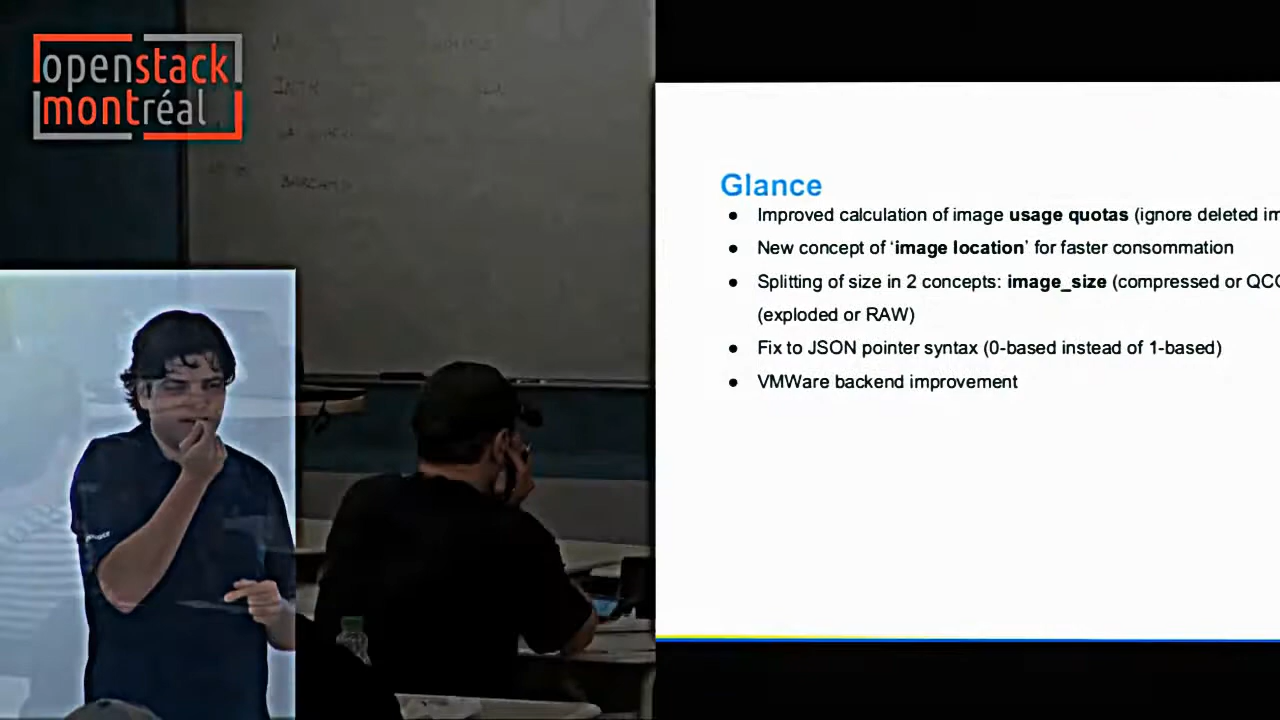 openstack
montréal
Glance
● Improved calculation of image usage quotas (ignore deleted im
● New concept of ‘image location’ for faster consommation
● Splitting of size in 2 concepts: image_size (compressed or QCO
(exploded or RAW)
● Fix to JSON pointer syntax (0-based instead of 1-based)
● VMWare backend improvement